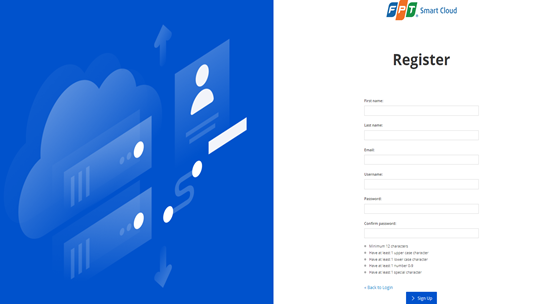 FPT Smart Cloud
Register
First name:
Last name:
Email:
Username:
Password:
Confirm password:
Minimum 12 characters
Have at least 1 upper case character
Have at least 1 lower case character
Have at least 1 number 0-9
Have at least 1 special character
« Back to Login
Sign Up